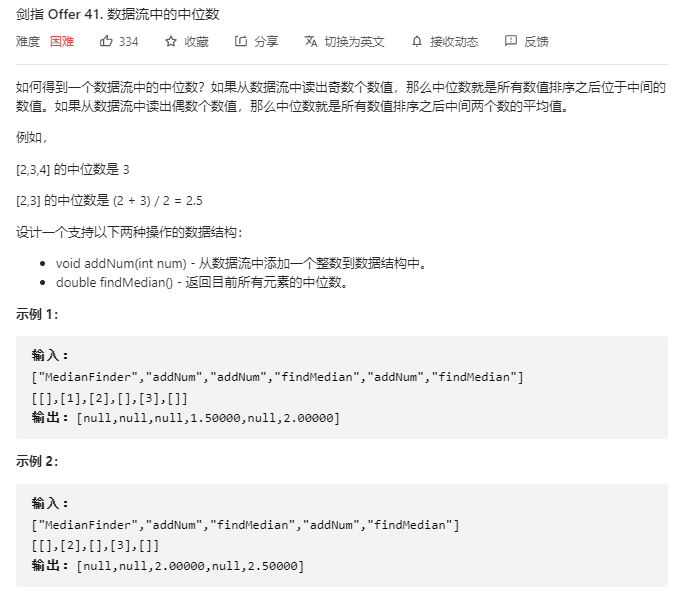 剑指 Offer 41. 数据流中的中位数
难度 困难 334 收藏 分享 切换为英文 接收动态 反馈
如何得到一个数据流中的中位数？如果从数据流中读出奇数个数值，那么中位数就是所有数值排序之后位于中间的
数值。如果从数据流中读出偶数个数值，那么中位数就是所有数值排序之后中间两个数的平均值。
例如，
[2,3,4] 的中位数是 3
[2,3] 的中位数是 (2 + 3) / 2 = 2.5
设计一个支持以下两种操作的数据结构：
• void addNum(int num) - 从数据流中添加一个整数到数据结构中。
• double findMedian() - 返回目前所有元素的中位数。
示例 1：
输入：
["MedianFinder","addNum","addNum","findMedian","addNum","findMedian"]
[[],[1],[2],[],[3],[]]
输出：[null,null,null,1.50000,null,2.00000]
示例 2：
输入：
["MedianFinder","addNum","findMedian","addNum","findMedian"]
[[],[2],[],[3],[]]
输出：[null,null,2.00000,null,2.50000]